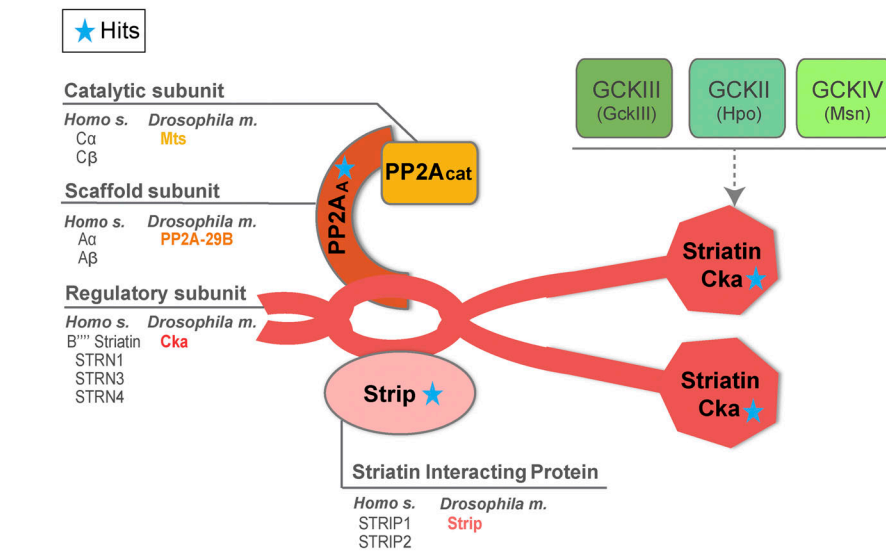 Hits
Catalytic subunit
Homo s. Drosophila m.
Cα Mts
Cβ
Scaffold subunit
Homo s. Drosophila m.
Aα PP2A-29B
Aβ
Regulatory subunit
Homo s. Drosophila m.
B"" Striatin Cka
STRN1
STRN3
STRN4
PP2AA
PP2Acat
Strip
Striatin Interacting Protein
Homo s. Drosophila m.
STRIP1 Strip
STRIP2
GCKIII
(GckIII)
GCKII
(Hpo)
GCKIV
(Msn)
Striatin
Cka
Striatin
Cka